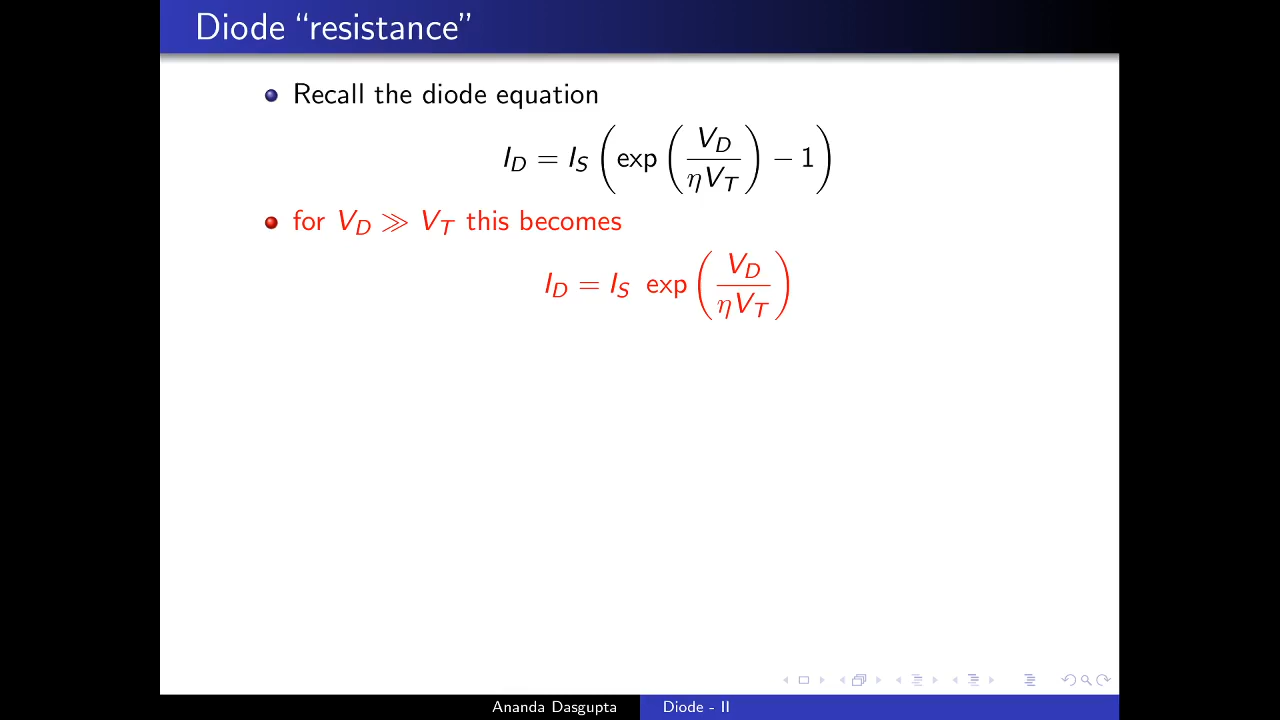 Diode “resistance”
Recall the diode equation
I_D = I_S ( exp ( V_D / ηV_T ) − 1 )
for V_D ≫ V_T this becomes
I_D = I_S exp ( V_D / ηV_T )
Ananda Dasgupta
Diode - II